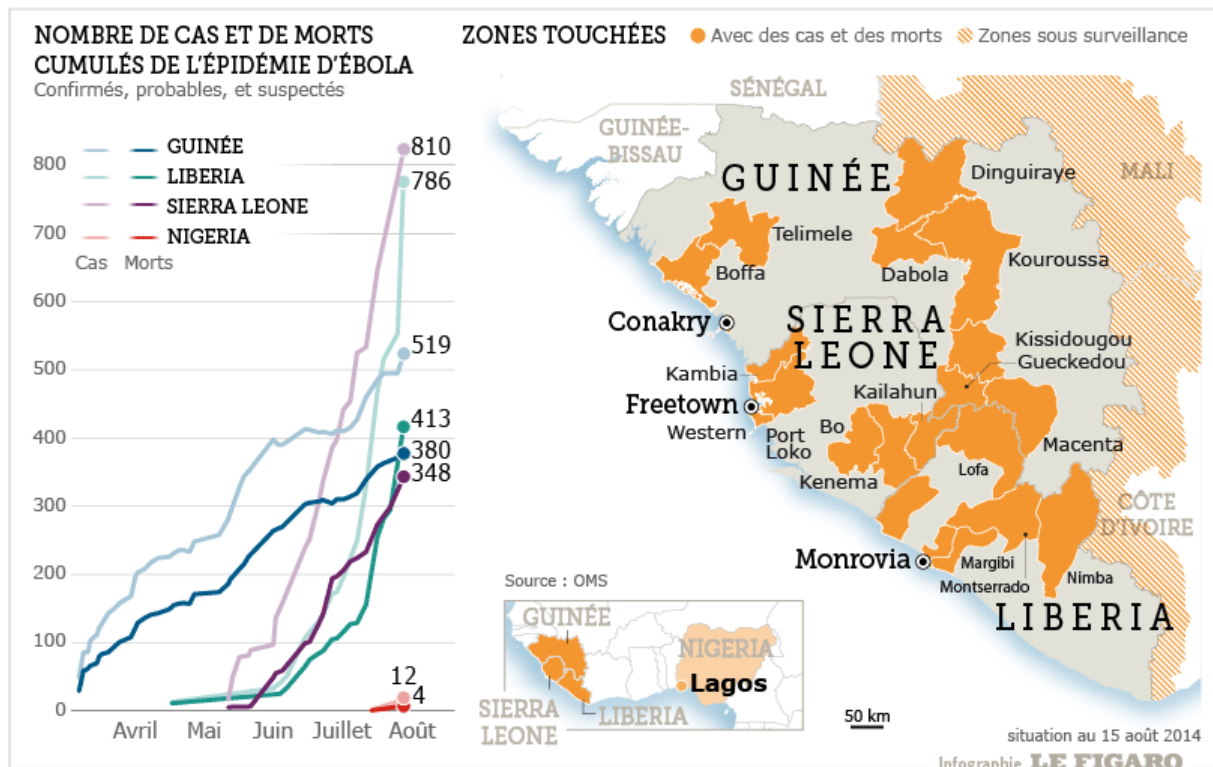 NOMBRE DE CAS ET DE MORTS
CUMULÉS DE L'ÉPIDÉMIE D'ÉBOLA
Confirmés, probables, et suspectés
GUINÉE
LIBERIA
SIERRA LEONE
NIGERIA
Cas Morts
800
700
600
500
400
300
200
100
0
810
786
519
413
380
348
12
4
Avril Mai Juin Juillet Août
ZONES TOUCHÉES Avec des cas et des morts Zones sous surveillance
SÉNÉGAL
GUINÉE-
BISSAU
MALI
GUINÉE
Dinguiraye
Telimele
Boffa
Dabola
Kouroussa
Conakry
SIERRA
LEONE
Kissidougou
Gueckedou
Kambia
Kailahun
Freetown
Western
Port
Loko
Bo
Macenta
Kenema
Lofa
CÔTE
D'IVOIRE
Monrovia
Margibi
Montserrado
Nimba
LIBERIA
Source : OMS
GUINÉE
NIGERIA
Lagos
SIERRA
LEONE
LIBERIA
50 km
situation au 15 août 2014
Infographie LE FIGARO